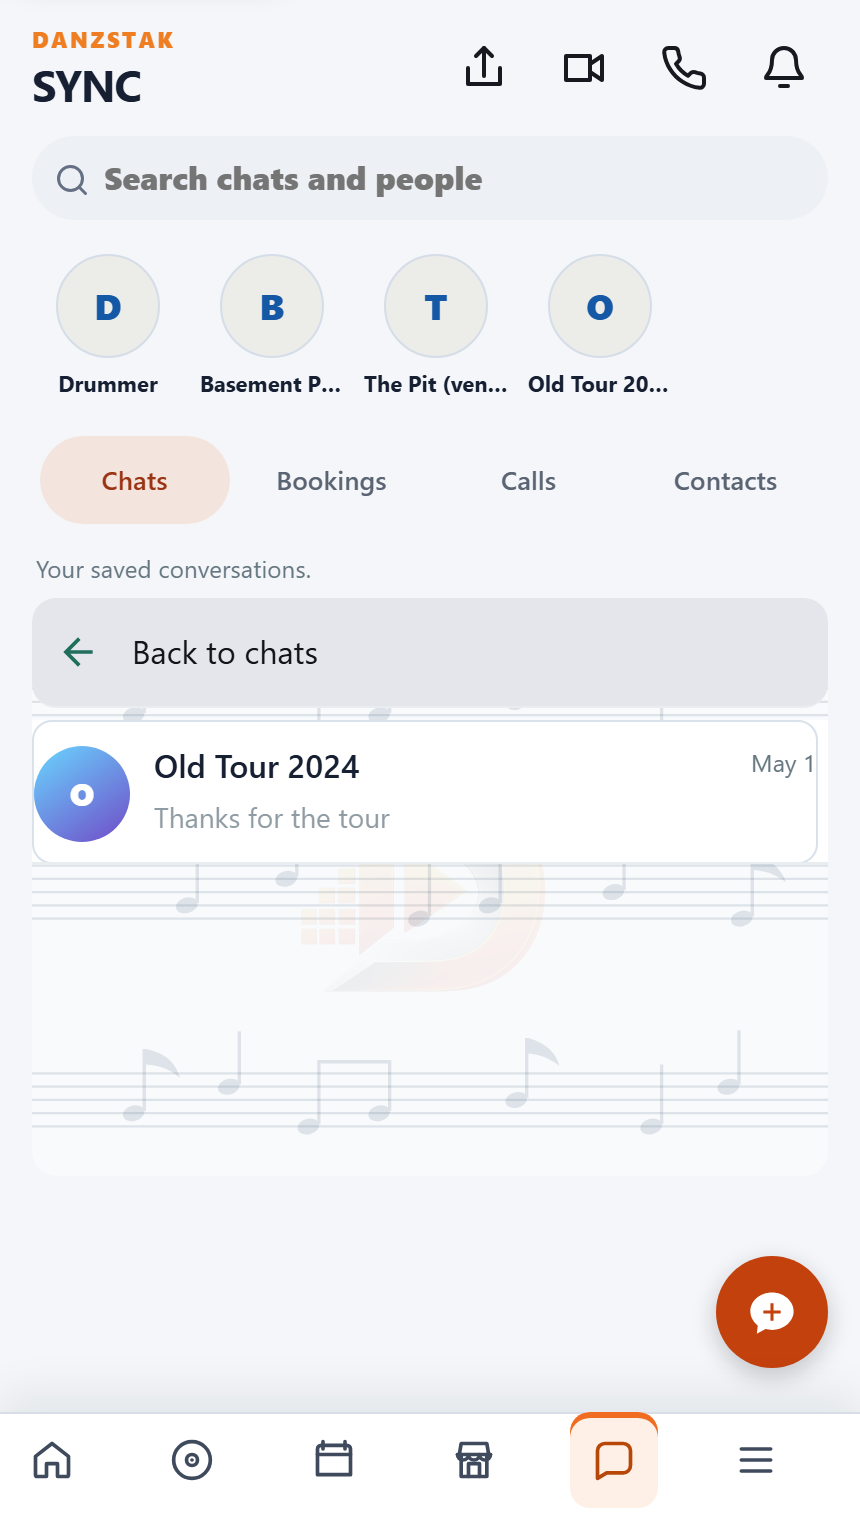 DANZSTAK
SYNC
Search chats and people
D
B
T
O
Drummer
Basement P...
The Pit (ven...
Old Tour 20...
Chats
Bookings
Calls
Contacts
Your saved conversations.
Back to chats
O
Old Tour 2024
May 1
Thanks for the tour